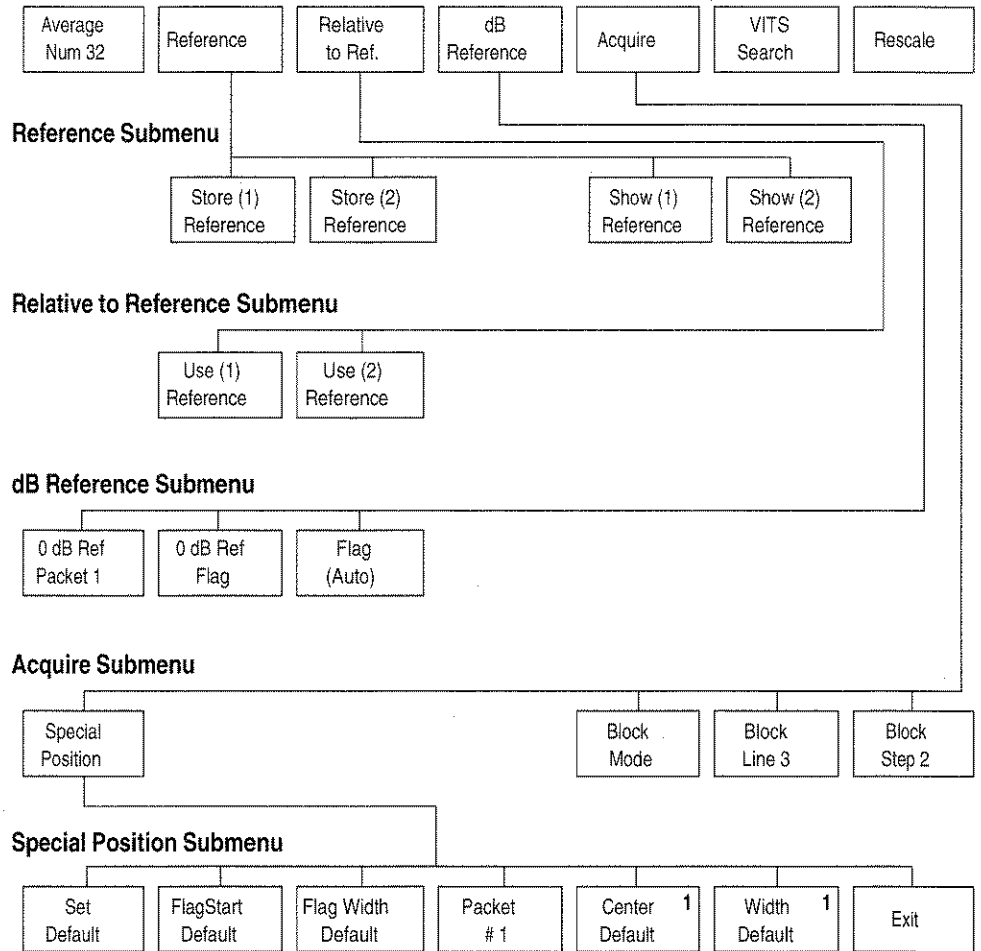 Average
Num 32
Reference
Relative
to Ref.
dB
Reference
Acquire
VITS
Search
Rescale
Reference Submenu
Store (1)
Reference
Store (2)
Reference
Show (1)
Reference
Show (2)
Reference
Relative to Reference Submenu
Use (1)
Reference
Use (2)
Reference
dB Reference Submenu
0 dB Ref
Packet 1
0 dB Ref
Flag
Flag
(Auto)
Acquire Submenu
Special
Position
Block
Mode
Block
Line 3
Block
Step 2
Special Position Submenu
Set
Default
FlagStart
Default
Flag Width
Default
Packet
# 1
Center 1
Default
Width 1
Default
Exit